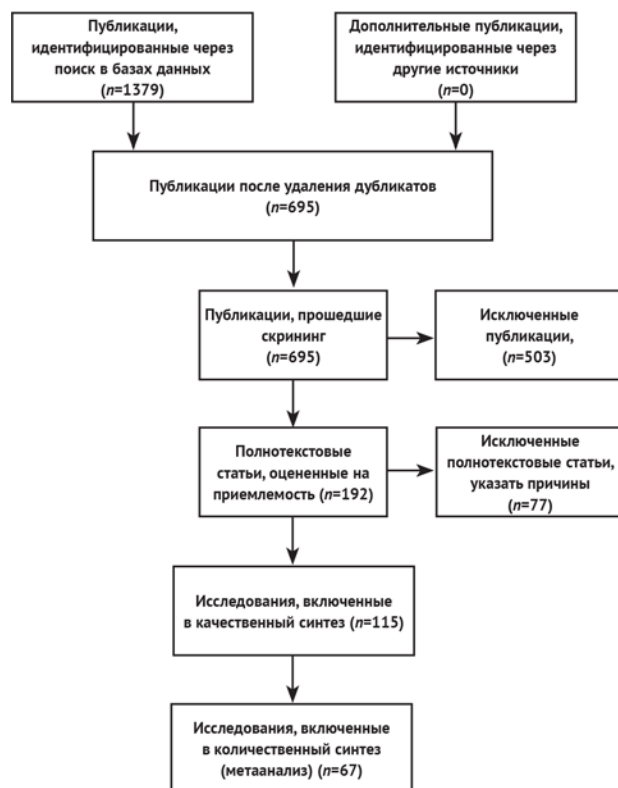 Публикации,
идентифицированные через
поиск в базах данных
(n=1379)
Дополнительные публикации,
идентифицированные через
другие источники
(n=0)
Публикации после удаления дубликатов
(n=695)
Публикации, прошедшие
скрининг
(n=695)
Исключенные
публикации,
(n=503)
Полнотекстовые
статьи, оцененные на
приемлемость (n=192)
Исключенные
полнотекстовые статьи,
указать причины
(n=77)
Исследования, включенные
в качественный синтез (n=115)
Исследования, включенные
в количественный синтез
(метаанализ) (n=67)